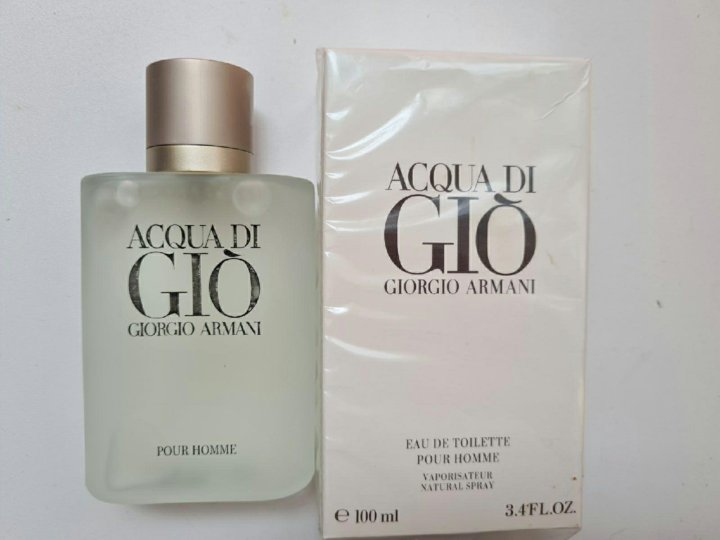 ACQUA DI
GIÒ
GIORGIO ARMANI
POUR HOMME
ACQUA DI
GIÒ
GIORGIO ARMANI
EAU DE TOILETTE
POUR HOMME
VAPORISATEUR
NATURAL SPRAY
e 100 ml 3.4FL.OZ.